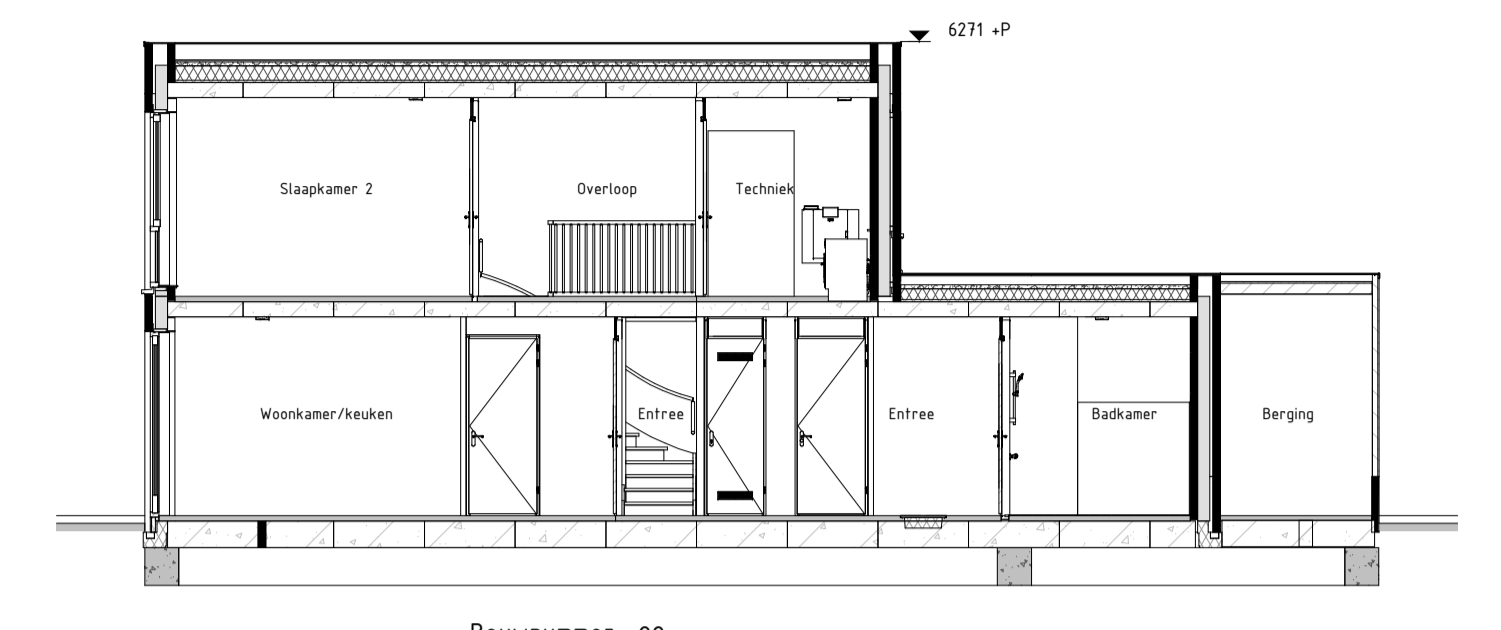 6271 +P
Slaapkamer 2
Overloop
Techniek
Woonkamer/keuken
Entree
Entree
Badkamer
Berging